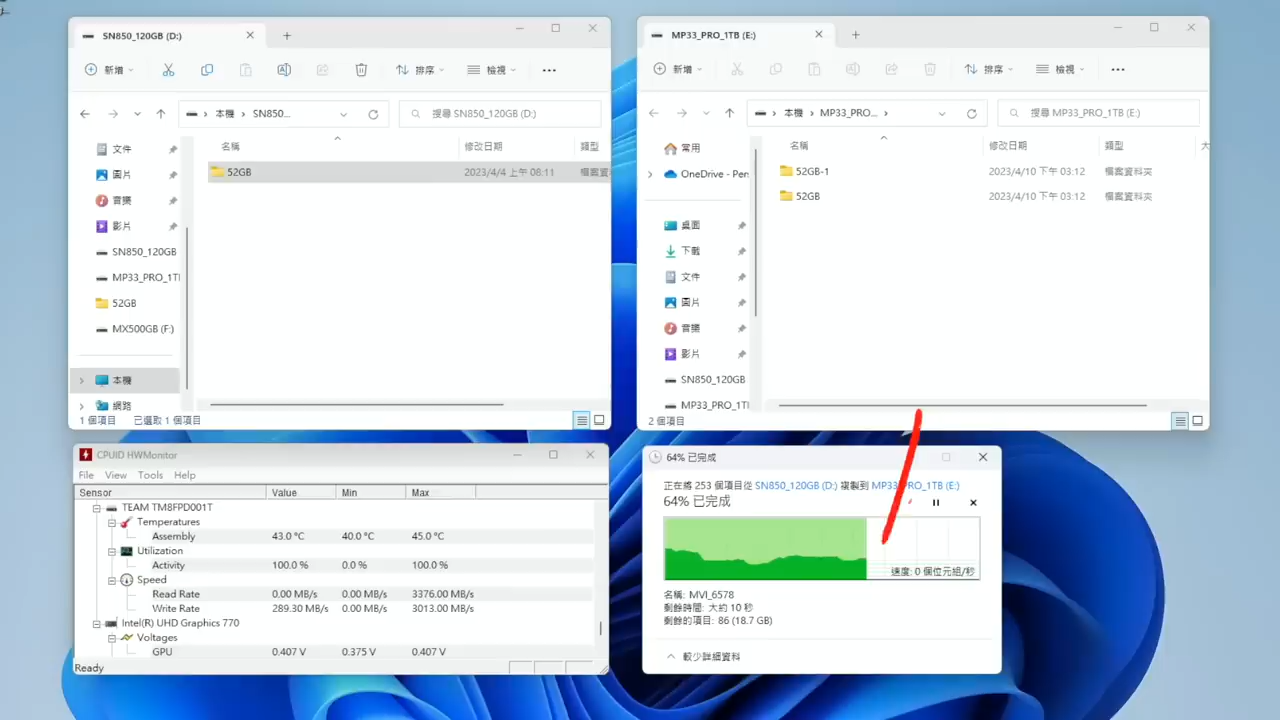 SN850_120GB (D:)
新增
排序
檢視
本機
SN850...
搜尋 SN850_120GB (D:)
名稱
修改日期
類型
文件
圖片
音樂
影片
SN850_120GB
MP33_PRO_1T
52GB
MX500GB (F:)
本機
網路
52GB
2023/4/4 上午 08:11
檔案資
1 個項目
已選取 1 個項目
MP33_PRO_1TB (E:)
新增
排序
檢視
本機
MP33_PRO...
搜尋 MP33_PRO_1TB (E:)
名稱
修改日期
類型
大
常用
OneDrive - Per
桌面
下載
文件
圖片
音樂
影片
SN850_120GB
MP33_PRO_1T
52GB-1
2023/4/10 下午 03:12
檔案資料夾
52GB
2023/4/10 下午 03:12
檔案資料夾
2 個項目
CPUID HWMonitor
File View Tools Help
Sensor Value Min Max
TEAM TM8FPD001T
Temperatures
Assembly 43.0 °C 40.0 °C 45.0 °C
Utilization
Activity 100.0 % 0.0 % 100.0 %
Speed
Read Rate 0.00 MB/s 0.00 MB/s 3376.00 MB/s
Write Rate 289.30 MB/s 0.00 MB/s 3013.00 MB/s
Intel(R) UHD Graphics 770
Voltages
GPU 0.407 V 0.375 V 0.407 V
Ready
64% 已完成
正在將 253 個項目從 SN850_120GB (D:) 複製到 MP33_PRO_1TB (E:)
64% 已完成
速度: 0 個位元組/秒
名稱: MVI_6578
剩餘時間: 大約 10 秒
剩餘的項目: 86 (18.7 GB)
較少詳細資料